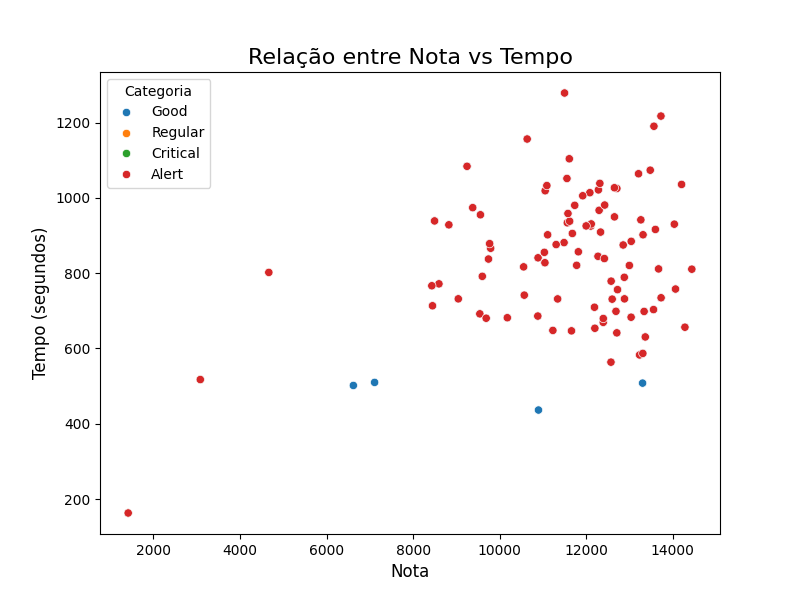 Relação entre Nota vs Tempo
Categoria
Good
Regular
Critical
Alert
Tempo (segundos)
1200
1000
800
600
400
200
2000 4000 6000 8000 10000 12000 14000
Nota